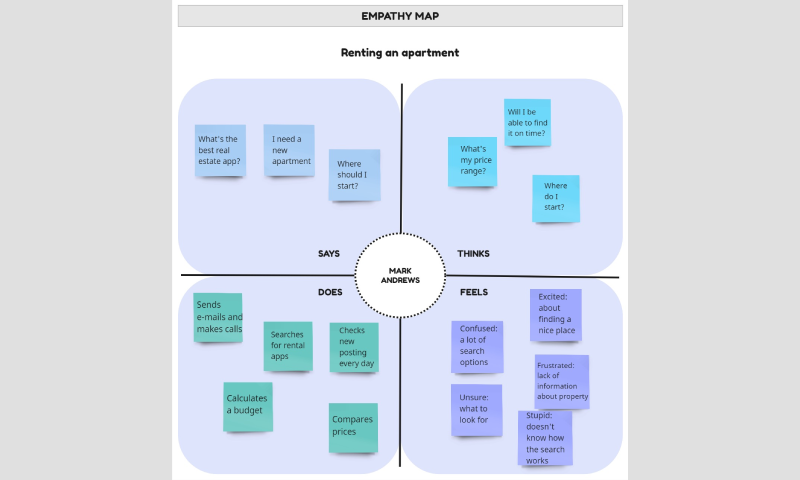 EMPATHY MAP
Renting an apartment
What's the
best real
estate app?
I need a
new
apartment
Where
should I
start?
SAYS
Will I be
able to find
it on time?
What's
my price
range?
Where
do I
start?
THINKS
MARK
ANDREWS
DOES
Sends
e-mails and
makes calls
Searches
for rental
apps
Checks
new
posting
every day
Calculates
a budget
Compares
prices
FEELS
Excited:
about
finding a
nice place
Confused:
a lot of
search
options
Frustrated:
lack of
information
about property
Unsure:
what to
look for
Stupid:
doesn't
know how
the search
works